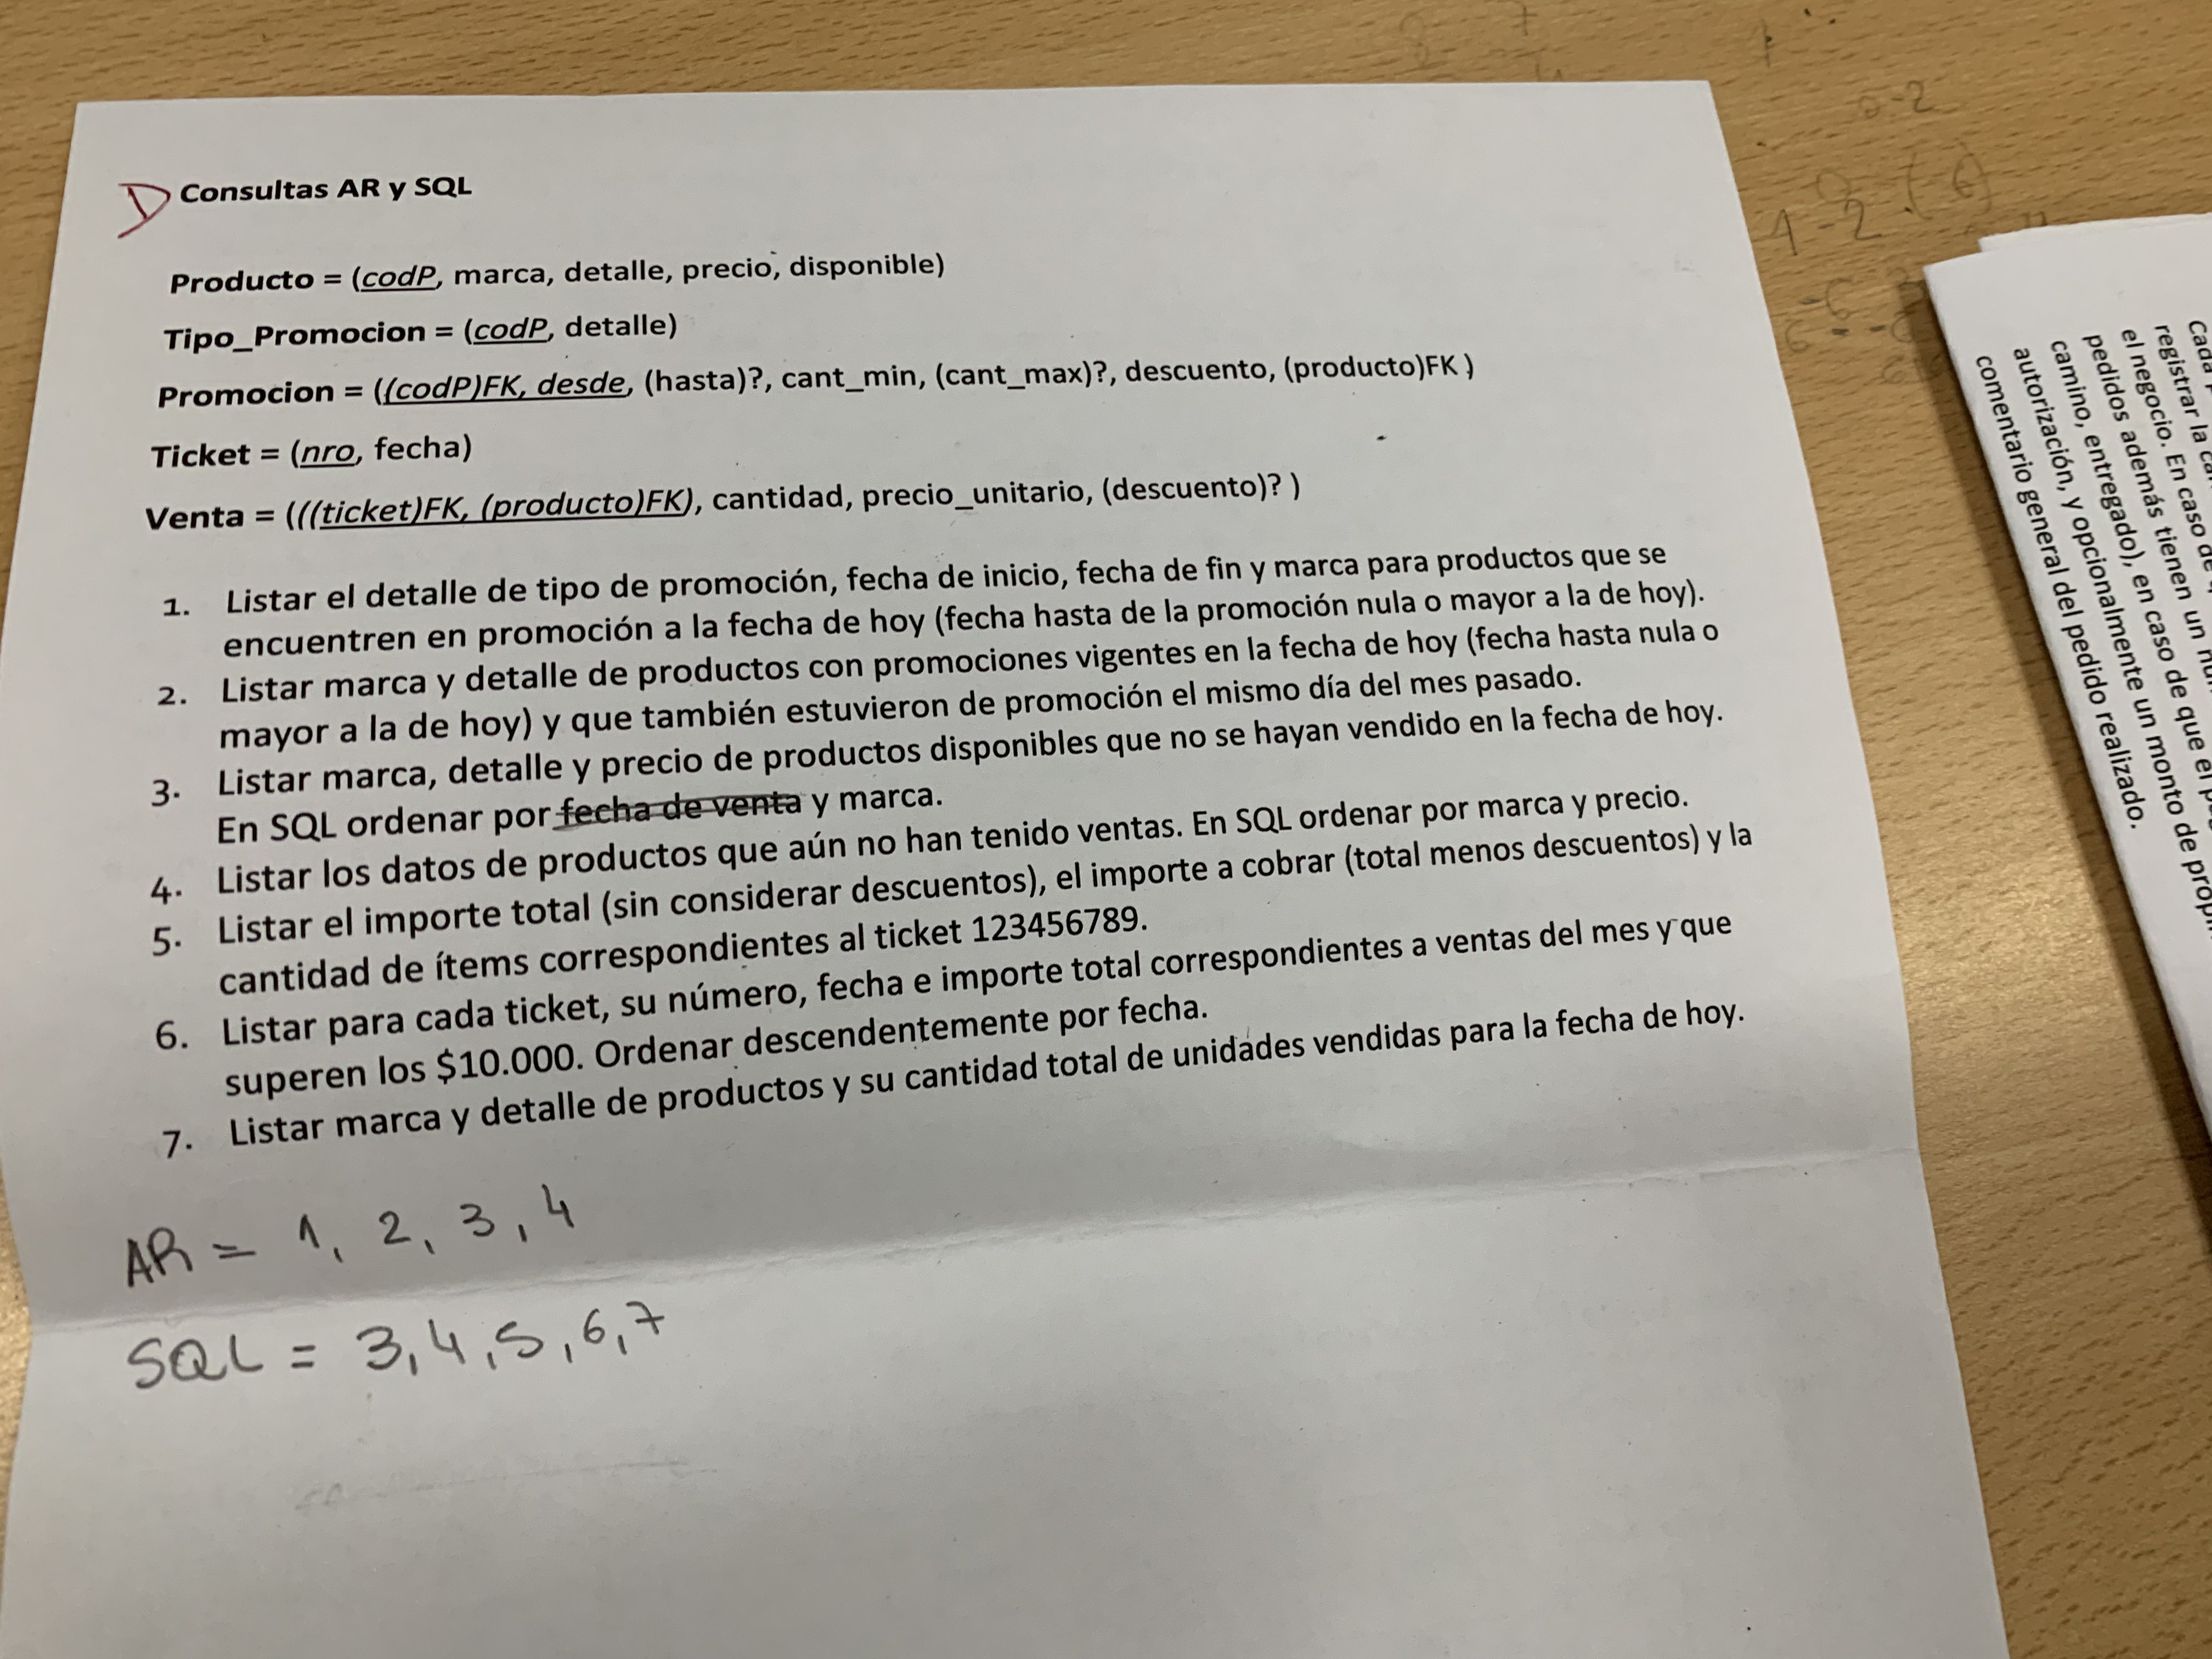 D Consultas AR y SQL
Producto = (codP, marca, detalle, precio, disponible)
Tipo_Promocion = (codP, detalle)
Promocion = ((codP)FK, desde, (hasta)?, cant_min, (cant_max)?, descuento, (producto)FK )
Ticket = (nro, fecha)
Venta = (((ticket)FK, (producto)FK), cantidad, precio_unitario, (descuento)? )
1. Listar el detalle de tipo de promoción, fecha de inicio, fecha de fin y marca para productos que se
encuentren en promoción a la fecha de hoy (fecha hasta de la promoción nula o mayor a la de hoy).
2. Listar marca y detalle de productos con promociones vigentes en la fecha de hoy (fecha hasta nula o
mayor a la de hoy) y que también estuvieron de promoción el mismo día del mes pasado.
3. Listar marca, detalle y precio de productos disponibles que no se hayan vendido en la fecha de hoy.
En SQL ordenar por fecha de venta y marca.
4. Listar los datos de productos que aún no han tenido ventas. En SQL ordenar por marca y precio.
5. Listar el importe total (sin considerar descuentos), el importe a cobrar (total menos descuentos) y la
cantidad de ítems correspondientes al ticket 123456789.
6. Listar para cada ticket, su número, fecha e importe total correspondientes a ventas del mes y que
superen los $10.000. Ordenar descendentemente por fecha.
7. Listar marca y detalle de productos y su cantidad total de unidades vendidas para la fecha de hoy.
AR = 1, 2, 3, 4
SQL = 3, 4, 5, 6, 7
Cada
registrar la
el negocio. En caso de
pedidos además tienen un
camino, entregado), en caso de que el
autorización, y opcionalmente un monto de
comentario general del pedido realizado.